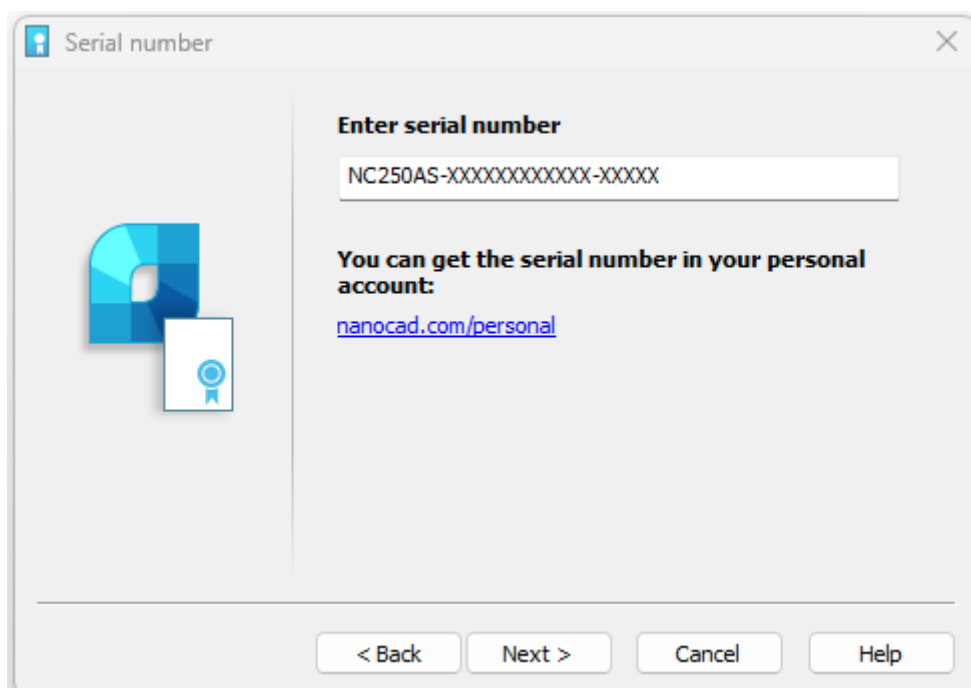 Serial number
Enter serial number
NC250AS-XXXXXXXXXXXX-XXXXX
You can get the serial number in your personal
account:
nanocad.com/personal
< Back Next > Cancel Help